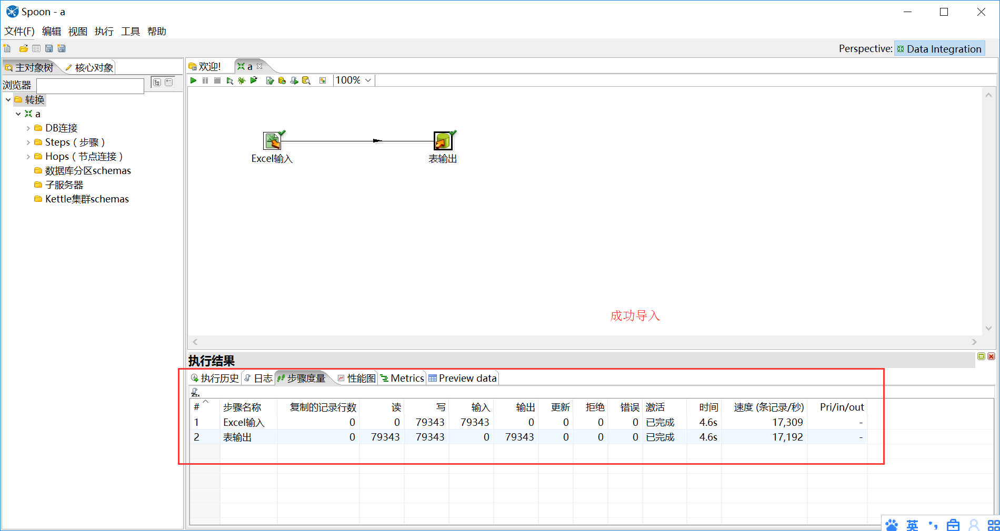 Spoon - a
文件(F) 编辑 视图 执行 工具 帮助
Perspective: Data Integration
主对象树 核心对象
欢迎! a
浏览器
100%
转换
a
DB连接
Steps ( 步骤 )
Hops ( 节点连接 )
数据库分区schemas
子服务器
Kettle集群schemas
Excel输入 表输出
成功导入
执行结果
执行历史 日志 步骤度量 性能图 Metrics Preview data
# 步骤名称 复制的记录行数 读 写 输入 输出 更新 拒绝 错误 激活 时间 速度 (条记录/秒) Pri/in/out
1 Excel输入 0 0 79343 79343 0 0 0 0 已完成 4.6s 17,309 -
2 表输出 0 79343 79343 0 79343 0 0 0 已完成 4.6s 17,192 -
英